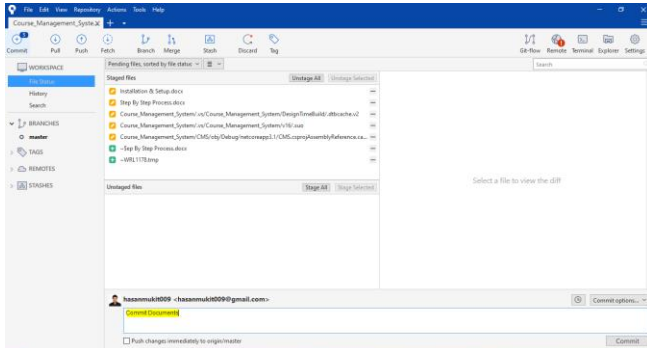 File Edit View Repository Actions Tools Help
Course_Management_Syste
Commit Pull Push Fetch Branch Merge Stash Discard Tag Git-flow Remote Terminal Explorer Settings
WORKSPACE
File Status
History
Search
BRANCHES
master
TAGS
REMOTES
STASHES
Pending files, sorted by file status
Search
Staged files Unstage All Unstage Selected
Installation & Setup.docx
Step By Step Process.docx
Course_Management_System/.vs/Course_Management_System/DesignTimeBuild/.dtbcache.v2
Course_Management_System/.vs/Course_Management_System/v16/.suo
Course_Management_System/CMS/obj/Debug/netcoreapp3.1/CMS.csprojAssemblyReference.ca...
~Sep By Step Process.docx
~WRL1178.tmp
Unstaged files Stage All Stage Selected
Select a file to view the diff
hasanmukit009 <hasanmukit009@gmail.com> Commit options...
Commit Documents
Push changes immediately to origin/master
Commit